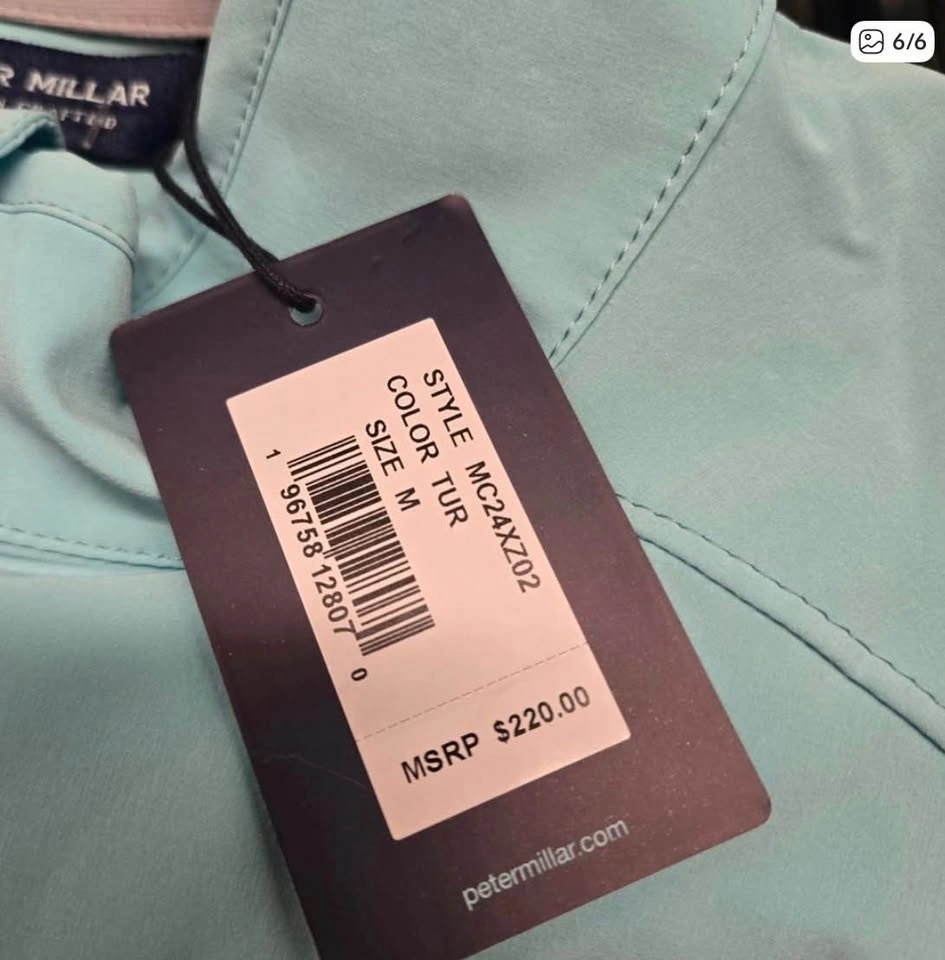 6/6
R MILLAR
STYLE MC24XZ02
COLOR TUR
SIZE M
1 96758 12807 0
MSRP $220.00
petermillar.com